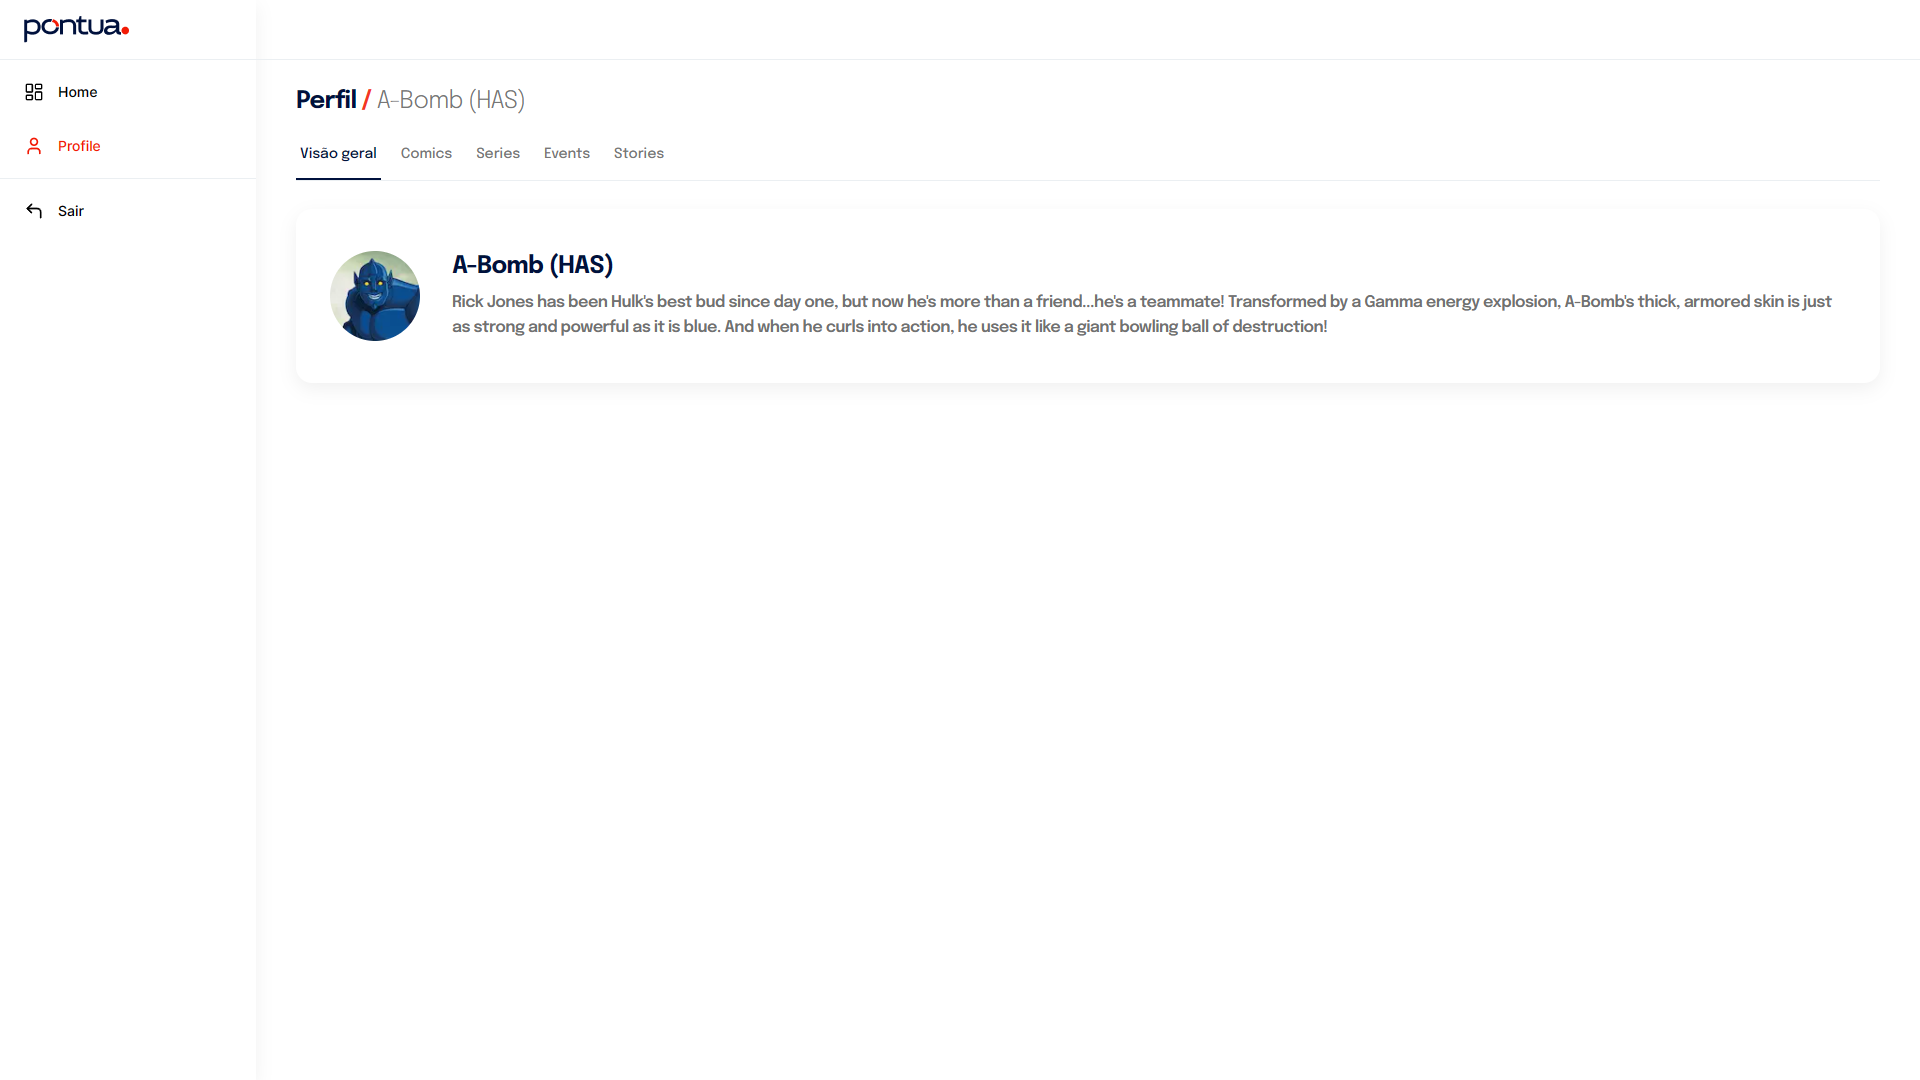 pontua.
Home
Profile
Sair
Perfil / A-Bomb (HAS)
Visão geral Comics Series Events Stories
A-Bomb (HAS)
Rick Jones has been Hulk's best bud since day one, but now he's more than a friend...he's a teammate! Transformed by a Gamma energy explosion, A-Bomb's thick, armored skin is just
as strong and powerful as it is blue. And when he curls into action, he uses it like a giant bowling ball of destruction!